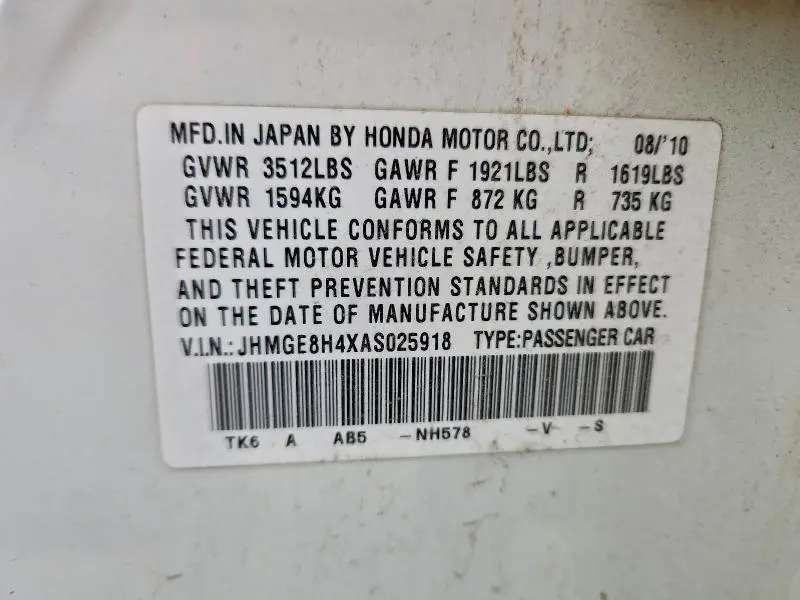 MFD.IN JAPAN BY HONDA MOTOR CO.,LTD; 08/'10
GVWR 3512LBS GAWR F 1921LBS R 1619LBS
GVWR 1594KG GAWR F 872 KG R 735 KG
THIS VEHICLE CONFORMS TO ALL APPLICABLE
FEDERAL MOTOR VEHICLE SAFETY ,BUMPER,
AND THEFT PREVENTION STANDARDS IN EFFECT
ON THE DATE OF MANUFACTURE SHOWN ABOVE.
V.I.N.: JHMGE8H4XAS025918 TYPE:PASSENGER CAR
TK6 A AB5 -NH578 -V -S